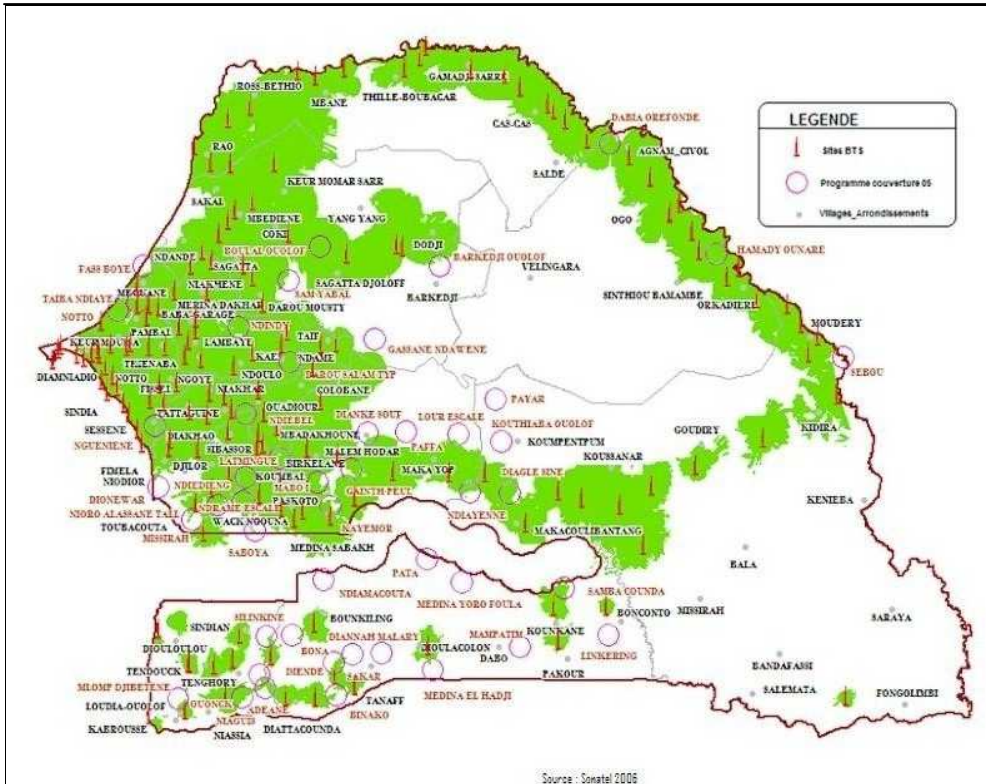 ROSS-BETHIO
MBANE
THILLE-BOUBACAR
GAMADJI-SARRE
CAS-CAS
DABIA OREFONDE
AGNAM_CIVOL
SALDE
RAO
KEUR MOMAR SARR
SAKAL
YANG YANG
MBEDIENE
COKI
OGO
NDANDE
BOULAL OUOLOF
DODJI
BARKEDJI OUOLOF
HAMADY OUNARE
FASS BOYE
SAGATTA
SAGATTA DJOLOFF
VELINGARA
NIAKHENE
SAM-YABAL
BARKEDJI
SINTHIOU BAMAMBE
ORKADIERE
MEOUANE
TAIBA NDIAYE
MERINA DAKHAR
DAROU MOUSTY
NOTTO
BABA-GARAGE
NDINDY
MOUDERY
PAMBAL
LAMBAYE
TAIF
GASSANE NDAWENE
KEUR MOUSSA
THIENABA
KAEL
NDAME
SEBOU
DIAMNIADIO
NOTTO
NGOYE
NDOULO
DAROU SALAM TYP
FISSEL
NIAKHAR
COLOBANE
PAYAR
SINDIA
TATTAGUINE
OUADIOUR
NDIEBEL
DIANKE SOUF
LOUR ESCALE
KOUTHIABA OUOLOF
GOUDIRY
KIDIRA
SESSENE
DIAKHAO
MBADAKHOUNE
PAFFA
KOUMPENTPUM
NGUENIENE
SIBASSOR
MALEM HODAR
KOUSSANAR
LATMINGUE
BIRKELANE
MAKA YOP
FIMELA
DJILOR
KOUMBAL
DIAGLE SINE
NIODIOR
NDIEDIENG
MABO
GAINTH PEUL
KENIEBA
DIONEWAR
PASKOTO
NDIAYENNE
NIORO ALASSANE TALL
NDRAME ESCALE
TOUBACOUTA
WACK NGOUNA
KAYEMOR
MAKACOULIBANTANG
MISSIRAH
SABOYA
MEDINA SABAKH
BALA
PATA
NDIAMACOUTA
MEDINA YORO FOULA
SAMBA COUNDA
MISSIRAH
SARAYA
SILINKINE
BOUNKILING
BONCONTO
SINDIAN
DIANNAH MALARY
KOUNKANE
DIOULOULOU
DIOULACOLON
MAMPATIM
LINKERING
BONA
DABO
BANDAFASSI
TENDOUCK
DIENDE
SAKAR
PAKOUR
TENGHORY
MEDINA EL HADJI
SALEMATA
FONGOLIMBI
MLOMP DJIBETENE
TANAFF
LOUDIA-OUOLOF
OUONCK
ADEANE
BINAKO
NIAGUIS
KABROUSSE
NIASSIA
DIATTACOUNDA
LEGENDE
Sites BTS
Programme couverture 05
Villages_Arrondissements
Source : Sonatel 2006